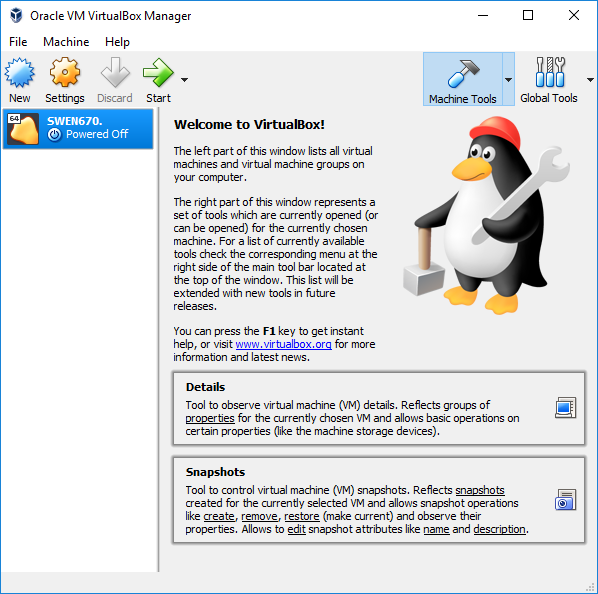 Oracle VM VirtualBox Manager
File Machine Help
New Settings Discard Start Machine Tools Global Tools
64
SWEN670.
Powered Off
Welcome to VirtualBox!
The left part of this window lists all virtual
machines and virtual machine groups on
your computer.
The right part of this window represents a
set of tools which are currently opened (or
can be opened) for the currently chosen
machine. For a list of currently available
tools check the corresponding menu at the
right side of the main tool bar located at
the top of the window. This list will be
extended with new tools in future
releases.
You can press the F1 key to get instant
help, or visit www.virtualbox.org for more
information and latest news.
Details
Tool to observe virtual machine (VM) details. Reflects groups of
properties for the currently chosen VM and allows basic operations on
certain properties (like the machine storage devices).
Snapshots
Tool to control virtual machine (VM) snapshots. Reflects snapshots
created for the currently selected VM and allows snapshot operations
like create, remove, restore (make current) and observe their
properties. Allows to edit snapshot attributes like name and description.